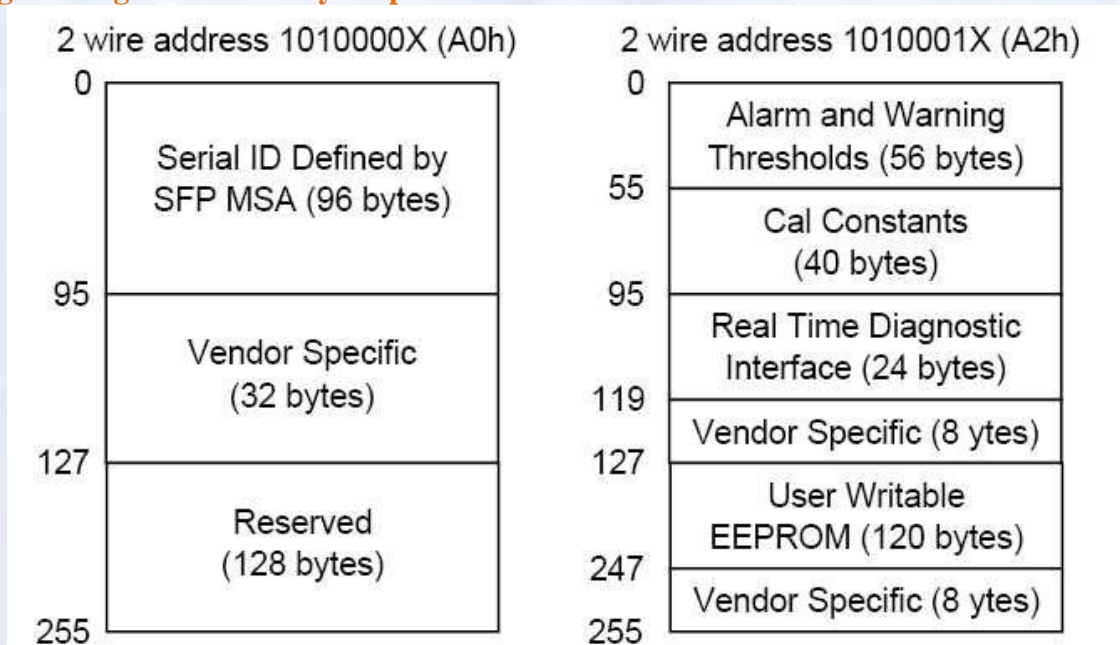 2 wire address 1010000X (A0h)
0
Serial ID Defined by
SFP MSA (96 bytes)
95
Vendor Specific
(32 bytes)
127
Reserved
(128 bytes)
255
2 wire address 1010001X (A2h)
0
Alarm and Warning
Thresholds (56 bytes)
55
Cal Constants
(40 bytes)
95
Real Time Diagnostic
Interface (24 bytes)
119
Vendor Specific (8 ytes)
127
User Writable
EEPROM (120 bytes)
247
Vendor Specific (8 ytes)
255